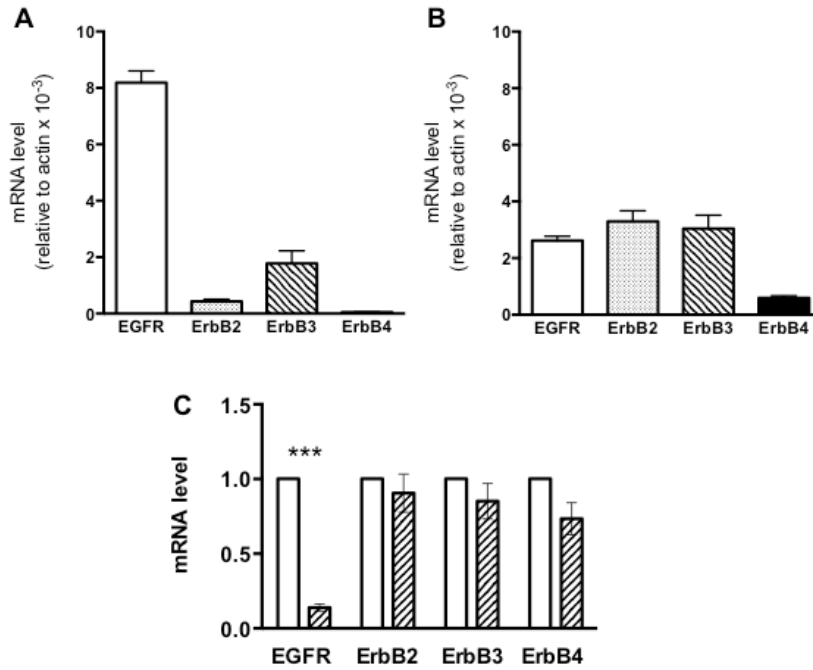 A
mRNA level
(relative to actin x 10⁻³)
10
8
6
4
2
0
EGFR ErbB2 ErbB3 ErbB4
B
mRNA level
(relative to actin x 10⁻³)
10
8
6
4
2
0
EGFR ErbB2 ErbB3 ErbB4
C
mRNA level
1.5
1.0
0.5
0.0
***
EGFR ErbB2 ErbB3 ErbB4